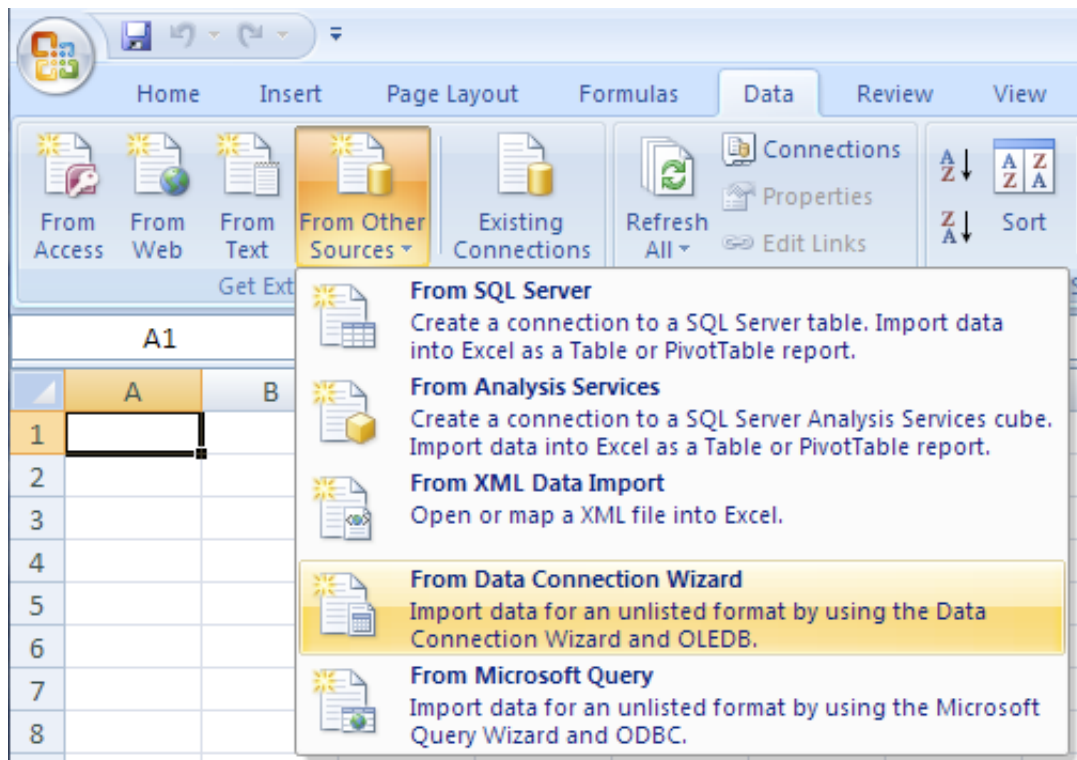 Home Insert Page Layout Formulas Data Review View
From Access
From Web
From Text
From Other Sources
Existing Connections
Refresh All
Connections
Properties
Edit Links
A
Z
Z
A
A Z
Z A
Sort
Get Ext
A1
From SQL Server
Create a connection to a SQL Server table. Import data
into Excel as a Table or PivotTable report.
From Analysis Services
Create a connection to a SQL Server Analysis Services cube.
Import data into Excel as a Table or PivotTable report.
From XML Data Import
Open or map a XML file into Excel.
From Data Connection Wizard
Import data for an unlisted format by using the Data
Connection Wizard and OLEDB.
From Microsoft Query
Import data for an unlisted format by using the Microsoft
Query Wizard and ODBC.
A B
1
2
3
4
5
6
7
8